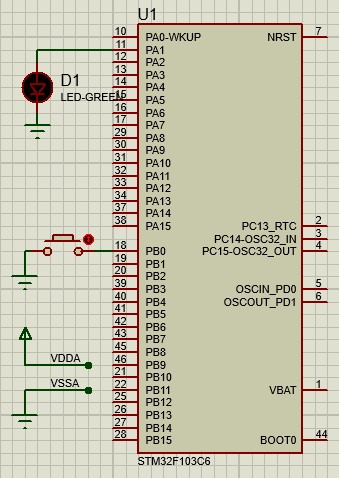 U1
10 PA0-WKUP NRST 7
11 PA1
12 PA2
13 PA3
14 PA4
15 PA5
16 PA6
17 PA7
29 PA8
30 PA9
31 PA10
32 PA11
33 PA12
34 PA13
37 PA14
38 PA15 PC13_RTC 2
PC14-OSC32_IN 3
18 PB0 PC15-OSC32_OUT 4
19 PB1
20 PB2
39 PB3 OSCIN_PD0 5
40 PB4 OSCOUT_PD1 6
41 PB5
42 PB6
43 PB7
45 PB8
46 PB9
21 PB10
22 PB11 VBAT 1
25 PB12
26 PB13
27 PB14
28 PB15 BOOT0 44
STM32F103C6
D1
LED-GREEN
VDDA
VSSA